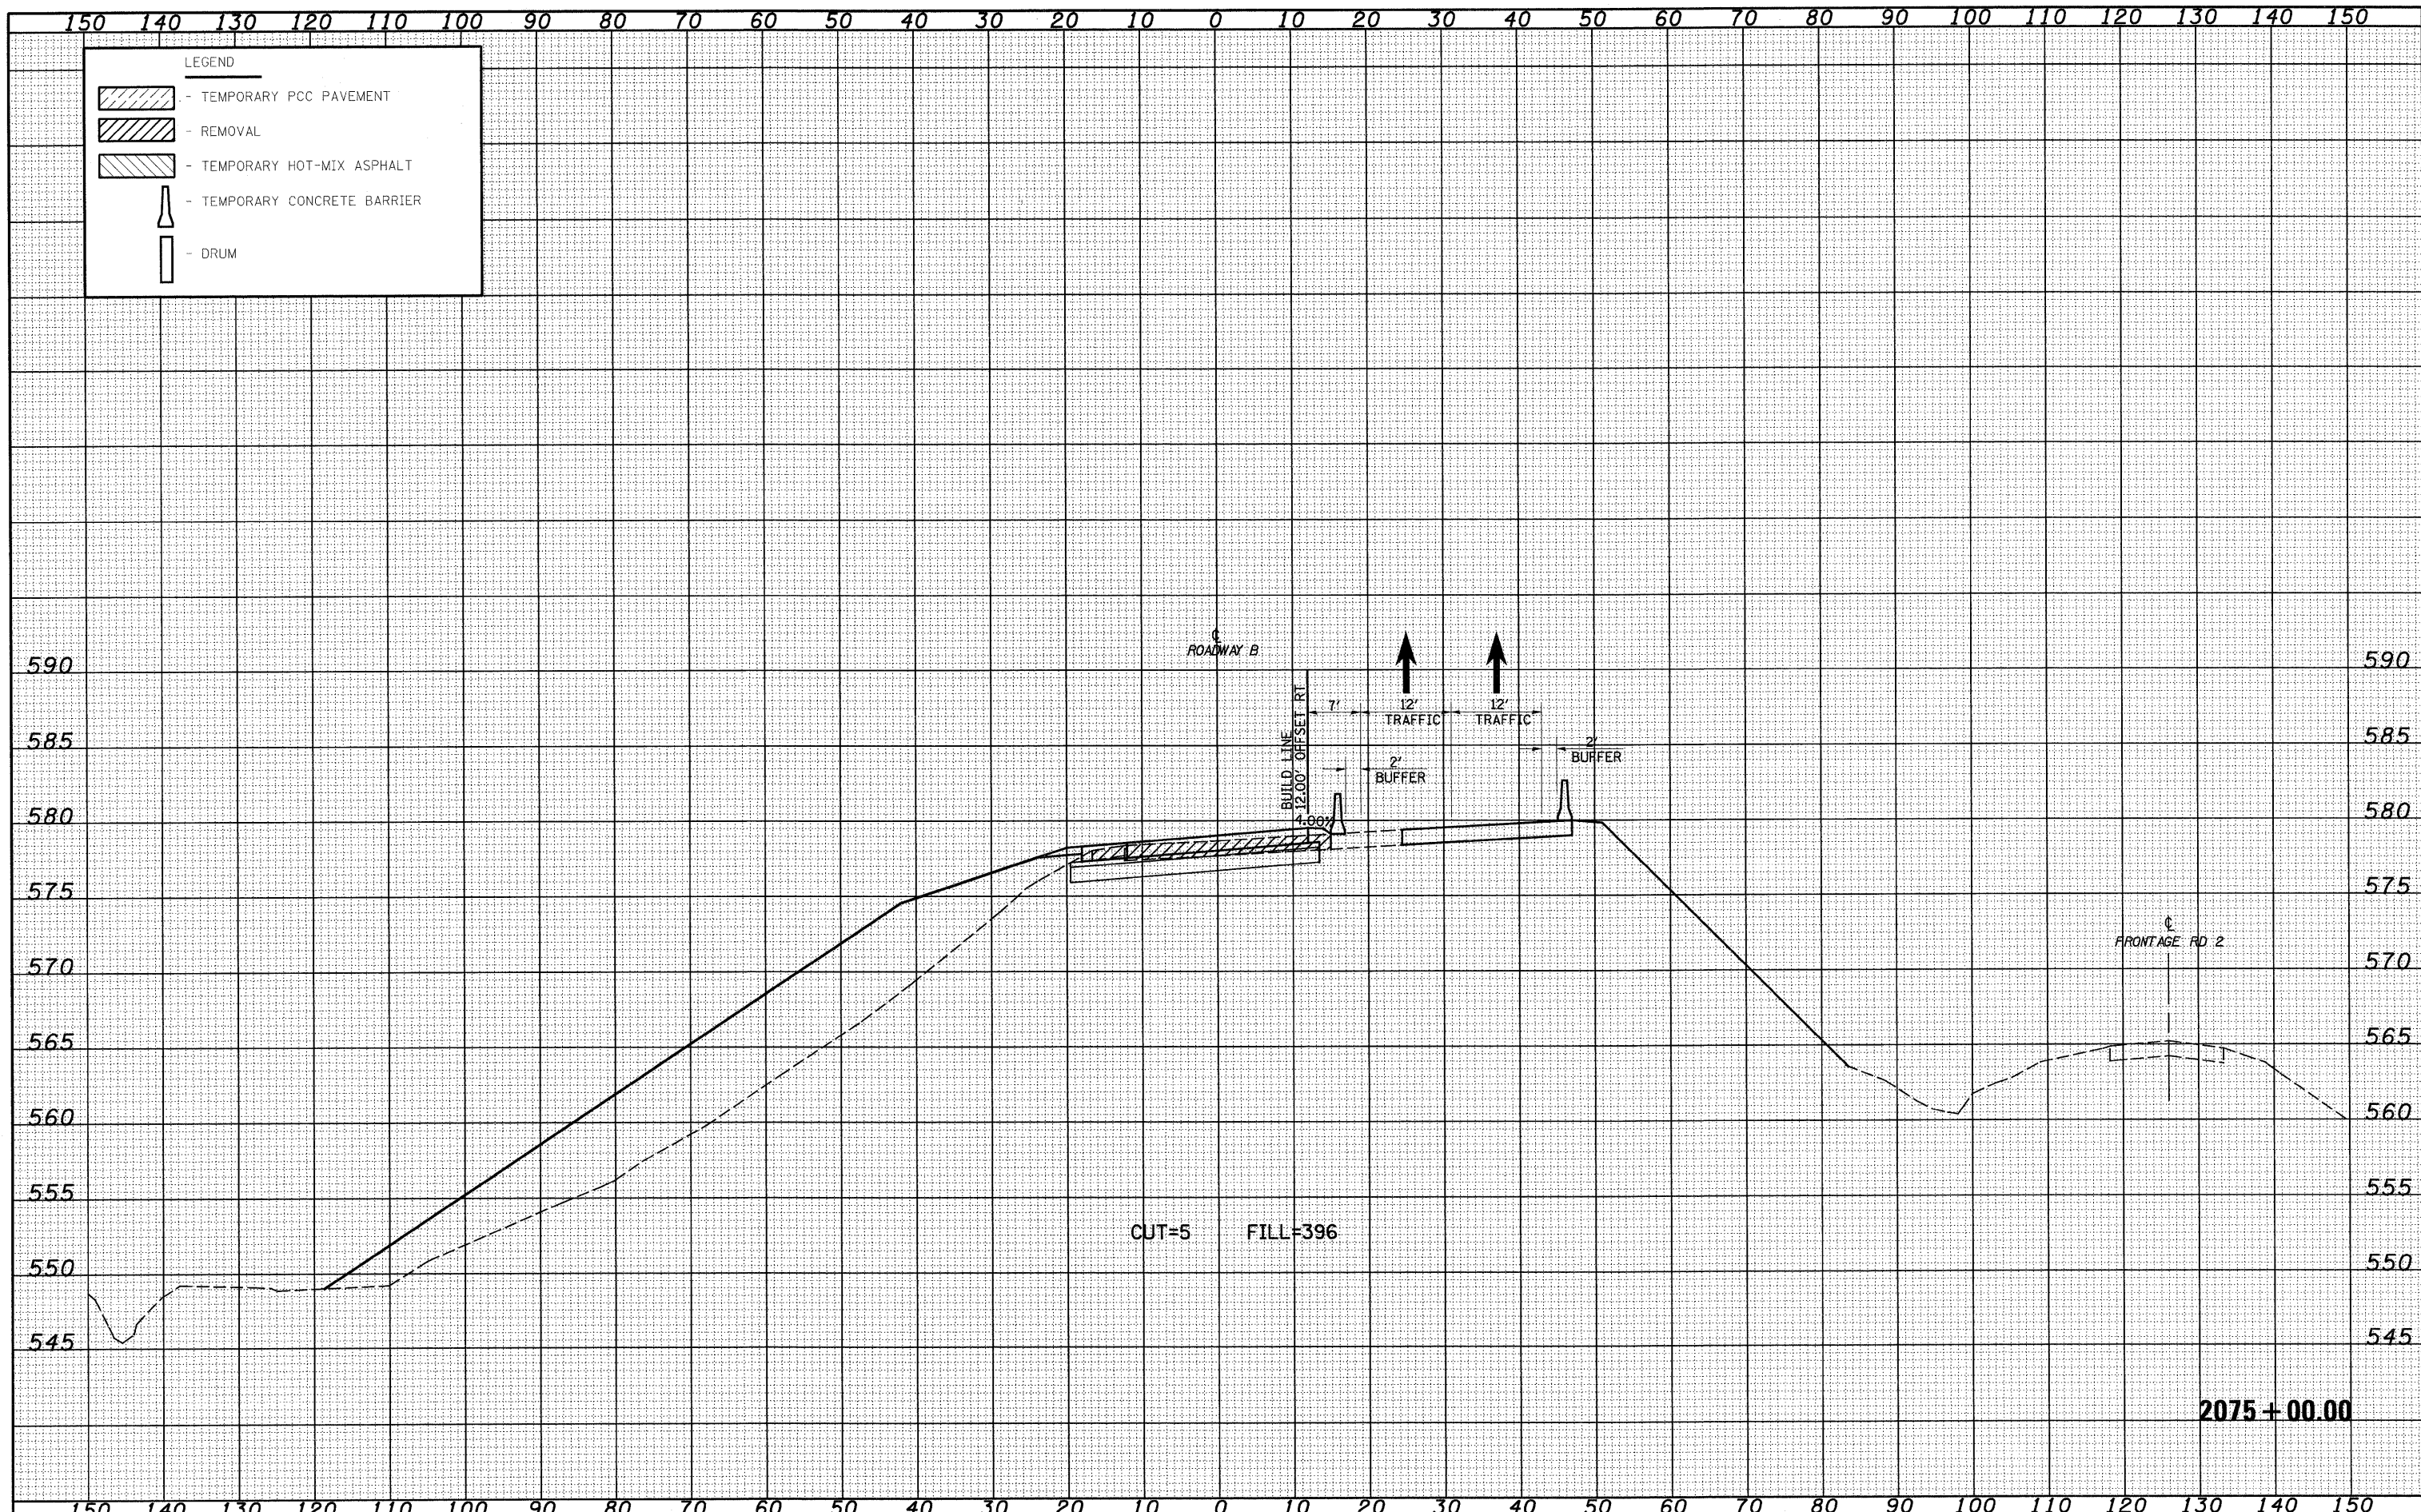 150 140 130 120 110 100 90 80 70 60 50 40 30 20 10 0 10 20 30 40 50 60 70 80 90 100 110 120 130 140 150
LEGEND
- TEMPORARY PCC PAVEMENT
- REMOVAL
- TEMPORARY HOT-MIX ASPHALT
- TEMPORARY CONCRETE BARRIER
- DRUM
℄
ROADWAY B
590 590
BUILD LINE
12.00' OFFSET RT
7' 12' 12'
TRAFFIC TRAFFIC
585 585
2'
BUFFER
2'
BUFFER
580 580
4.00%
575 575
℄
FRONTAGE RD 2
570 570
565 565
560 560
555 555
CUT=5 FILL=396
550 550
545 545
2075+00.00
150 140 130 120 110 100 90 80 70 60 50 40 30 20 10 0 10 20 30 40 50 60 70 80 90 100 110 120 130 140 150